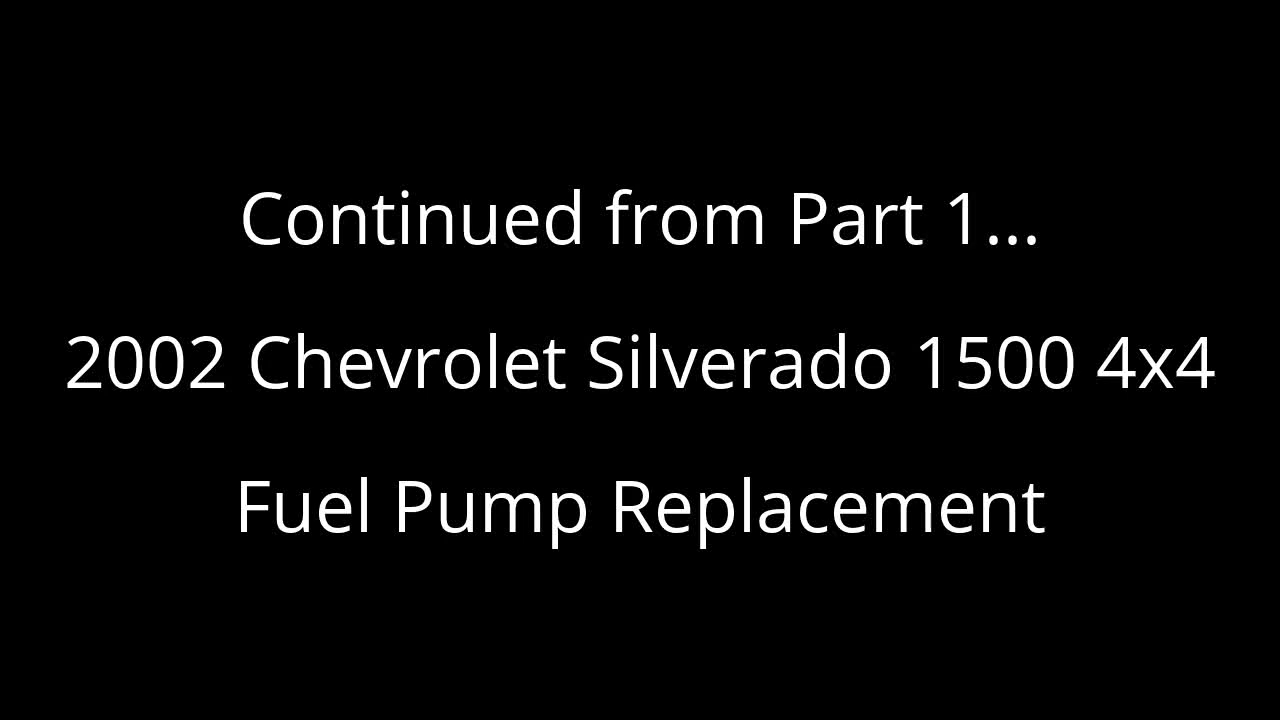 Continued from Part 1...
2002 Chevrolet Silverado 1500 4x4
Fuel Pump Replacement